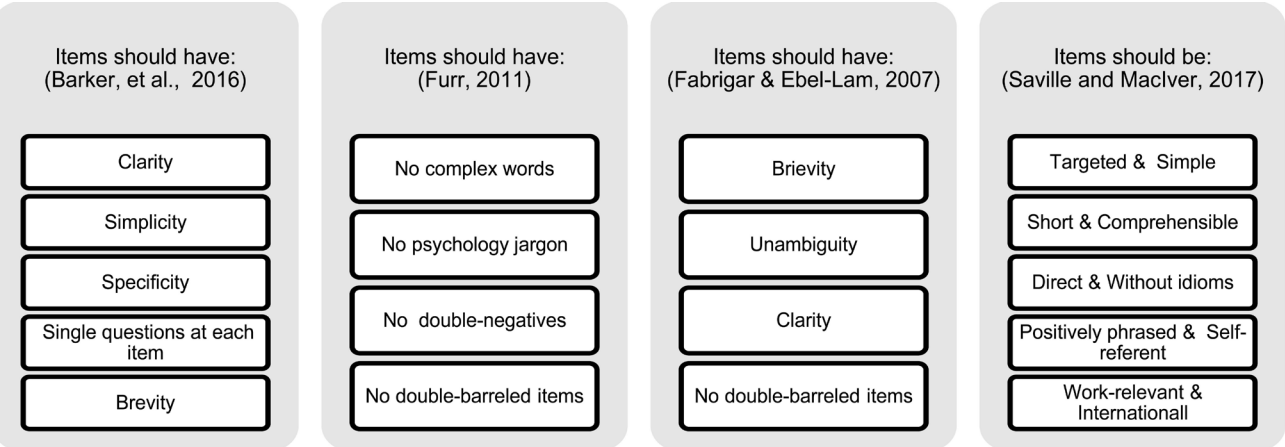 Items should have:
(Barker, et al., 2016)
Clarity
Simplicity
Specificity
Single questions at each
item
Brevity
Items should have:
(Furr, 2011)
No complex words
No psychology jargon
No double-negatives
No double-barreled items
Items should have:
(Fabrigar & Ebel-Lam, 2007)
Brievity
Unambiguity
Clarity
No double-barreled items
Items should be:
(Saville and MacIver, 2017)
Targeted & Simple
Short & Comprehensible
Direct & Without idioms
Positively phrased & Self-
referent
Work-relevant &
Internationall